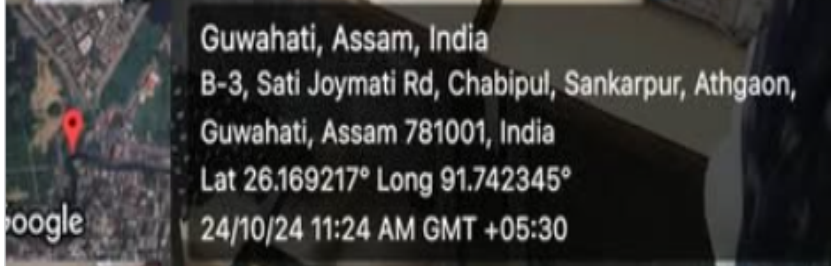 Guwahati, Assam, India
B-3, Sati Joymati Rd, Chabipul, Sankarpur, Athgaon,
Guwahati, Assam 781001, India
Lat 26.169217° Long 91.742345°
24/10/24 11:24 AM GMT +05:30
Google